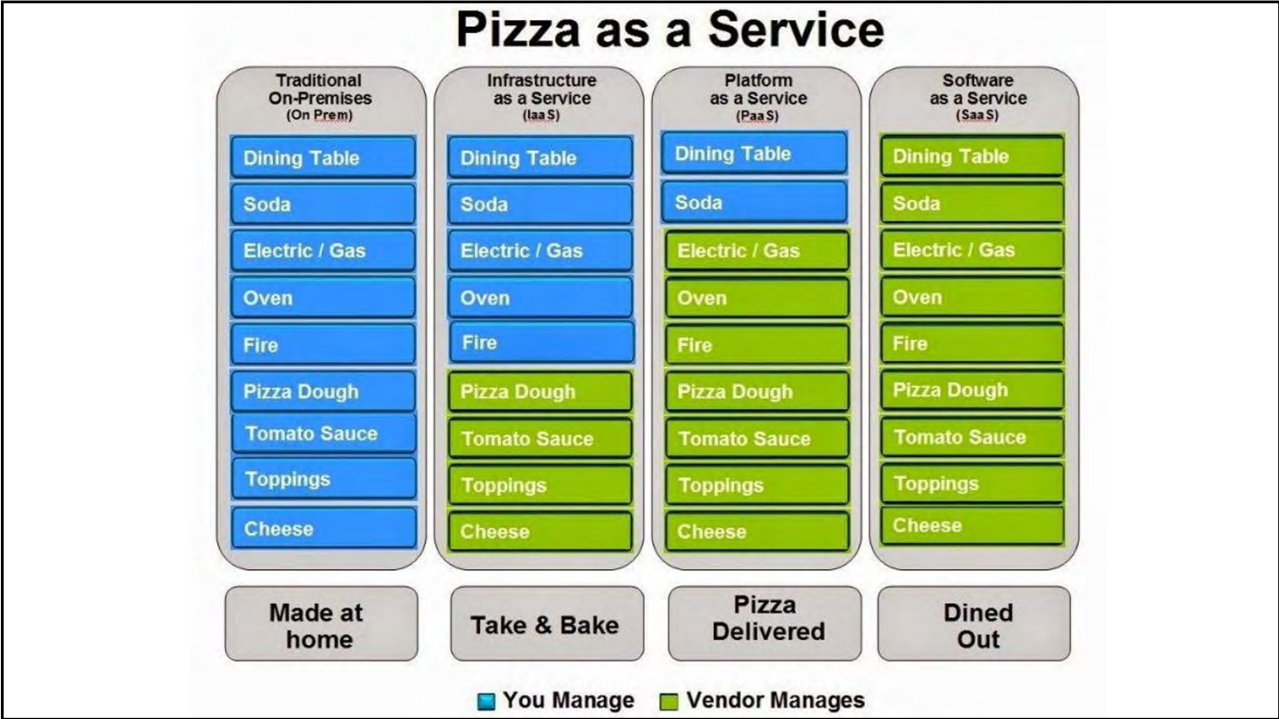 Pizza as a Service
Traditional
On-Premises
(On Prem)
Dining Table
Soda
Electric / Gas
Oven
Fire
Pizza Dough
Tomato Sauce
Toppings
Cheese
Made at
home
Infrastructure
as a Service
(IaaS)
Dining Table
Soda
Electric / Gas
Oven
Fire
Pizza Dough
Tomato Sauce
Toppings
Cheese
Take & Bake
Platform
as a Service
(PaaS)
Dining Table
Soda
Electric / Gas
Oven
Fire
Pizza Dough
Tomato Sauce
Toppings
Cheese
Pizza
Delivered
Software
as a Service
(SaaS)
Dining Table
Soda
Electric / Gas
Oven
Fire
Pizza Dough
Tomato Sauce
Toppings
Cheese
Dined
Out
You Manage
Vendor Manages